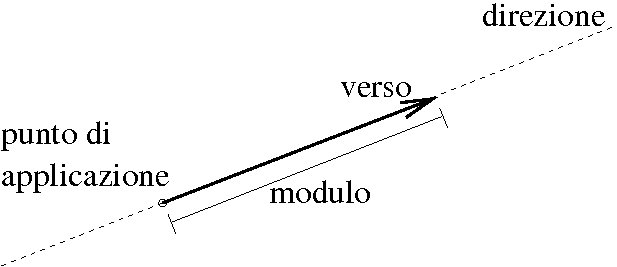 direzione
verso
punto di
applicazione
modulo